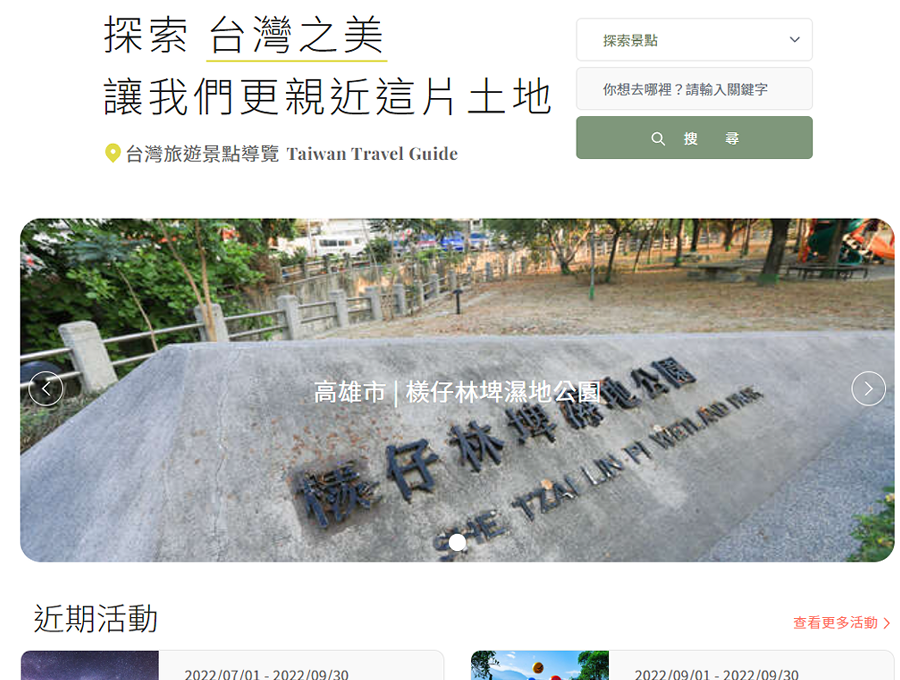 探索 台灣之美
讓我們更親近這片土地
台灣旅遊景點導覽 Taiwan Travel Guide
探索景點
你想去哪裡？請輸入關鍵字
搜 尋
高雄市 | 檨仔林埤濕地公園
檨仔林埤濕地公園
SHE TZAI LIN PI WETLAND PARK
近期活動
查看更多活動
2022/07/01 - 2022/09/30
2022/09/01 - 2022/09/30